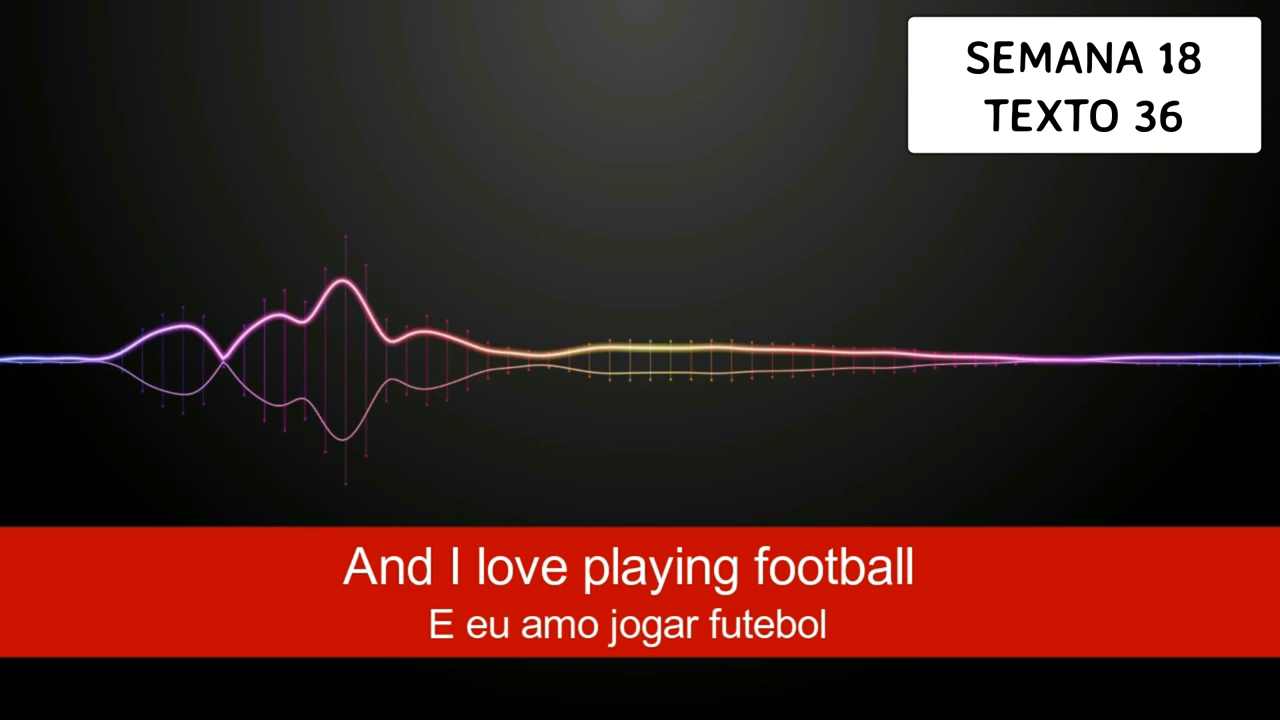 SEMANA 18
TEXTO 36
And I love playing football
E eu amo jogar futebol